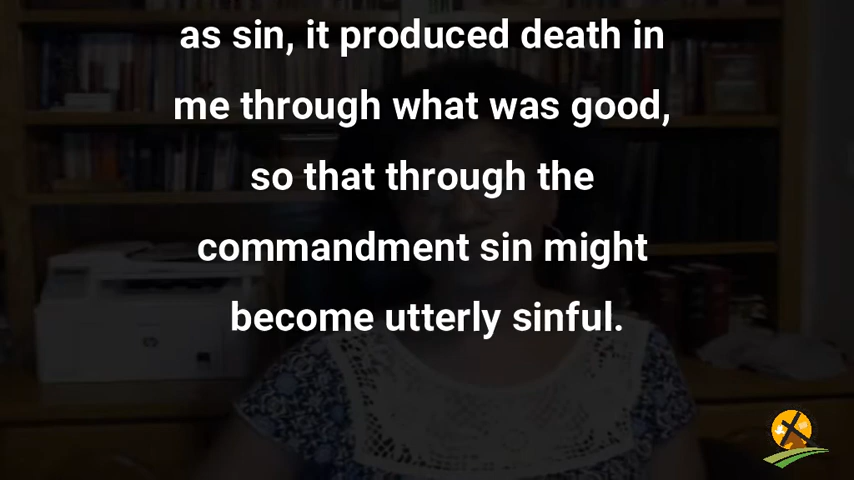 as sin, it produced death in
me through what was good,
so that through the
commandment sin might
become utterly sinful.